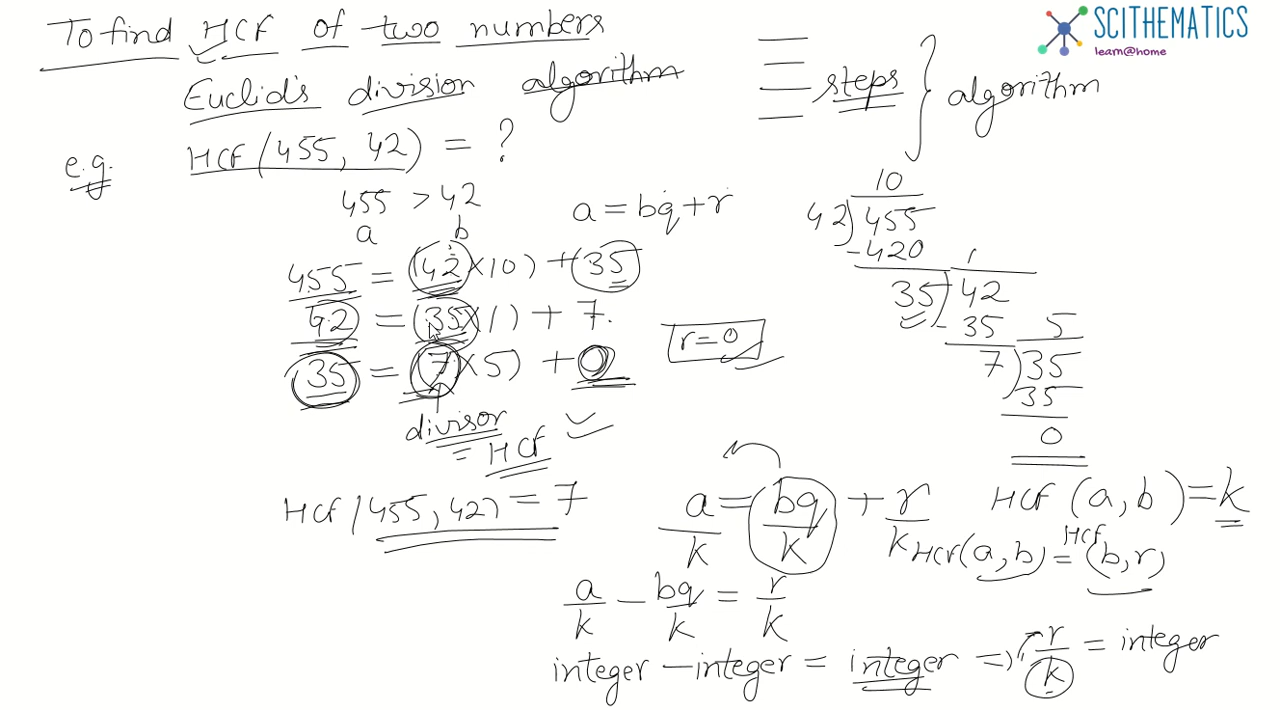 To find HCF of two numbers
Euclid's division algorithm
e.g. HCF(455, 42) = ?
455 > 42
a b
a = bq + r
455 = (42 × 10) + 35
42 = (35 × 1) + 7
35 = (7 × 5) + 0
r = 0
divisor
= HCF
HCF(455, 42) = 7
SCITHEMATICS
learn@home
steps } algorithm
10
42)455
-420 1
35)42
-35 5
7)35
35
0
a/k = bq/k + r/k
HCF(a, b) = k
HCF(a, b) = HCF(b, r)
a/k - bq/k = r/k
integer - integer = integer => r/k = integer